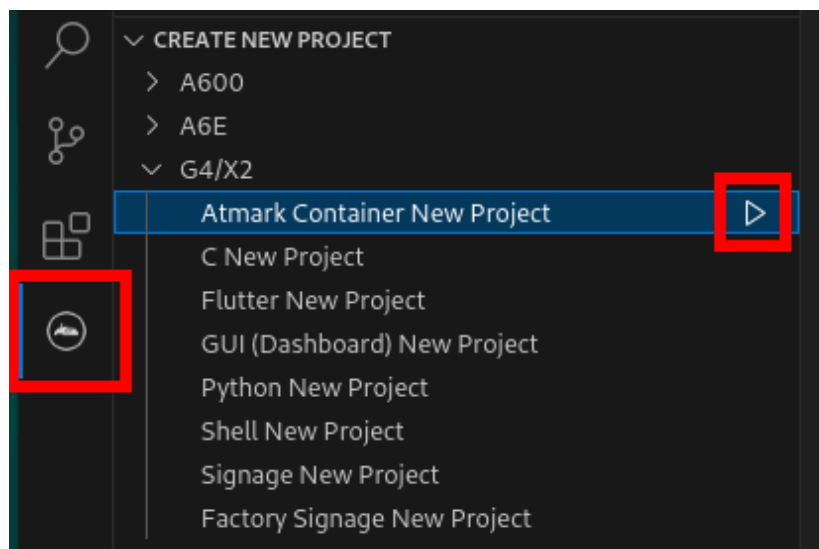 CREATE NEW PROJECT
A600
A6E
G4/X2
Atmark Container New Project
C New Project
Flutter New Project
GUI (Dashboard) New Project
Python New Project
Shell New Project
Signage New Project
Factory Signage New Project